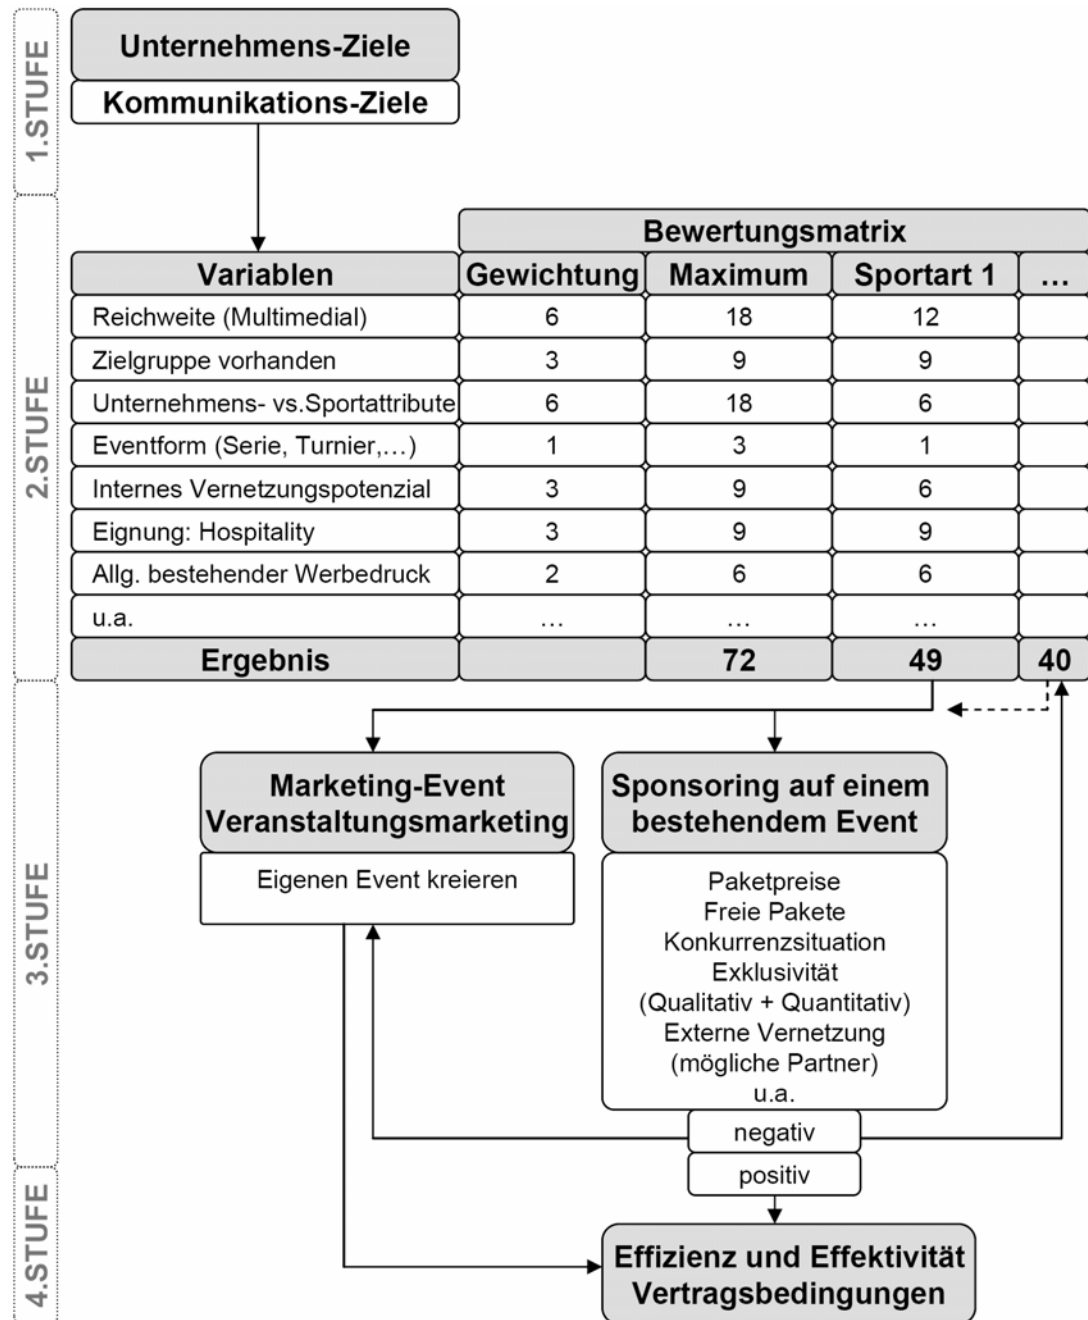 1.STUFE
Unternehmens-Ziele
Kommunikations-Ziele
2.STUFE
Bewertungsmatrix
Variablen Gewichtung Maximum Sportart 1 ...
Reichweite (Multimedial) 6 18 12
Zielgruppe vorhanden 3 9 9
Unternehmens- vs.Sportattribute 6 18 6
Eventform (Serie, Turnier,...) 1 3 1
Internes Vernetzungspotenzial 3 9 6
Eignung: Hospitality 3 9 9
Allg. bestehender Werbedruck 2 6 6
u.a. ... ... ...
Ergebnis 72 49 40
3.STUFE
Marketing-Event
Veranstaltungsmarketing
Eigenen Event kreieren
Sponsoring auf einem
bestehendem Event
Paketpreise
Freie Pakete
Konkurrenzsituation
Exklusivität
(Qualitativ + Quantitativ)
Externe Vernetzung
(mögliche Partner)
u.a.
negativ
positiv
4.STUFE
Effizienz und Effektivität
Vertragsbedingungen